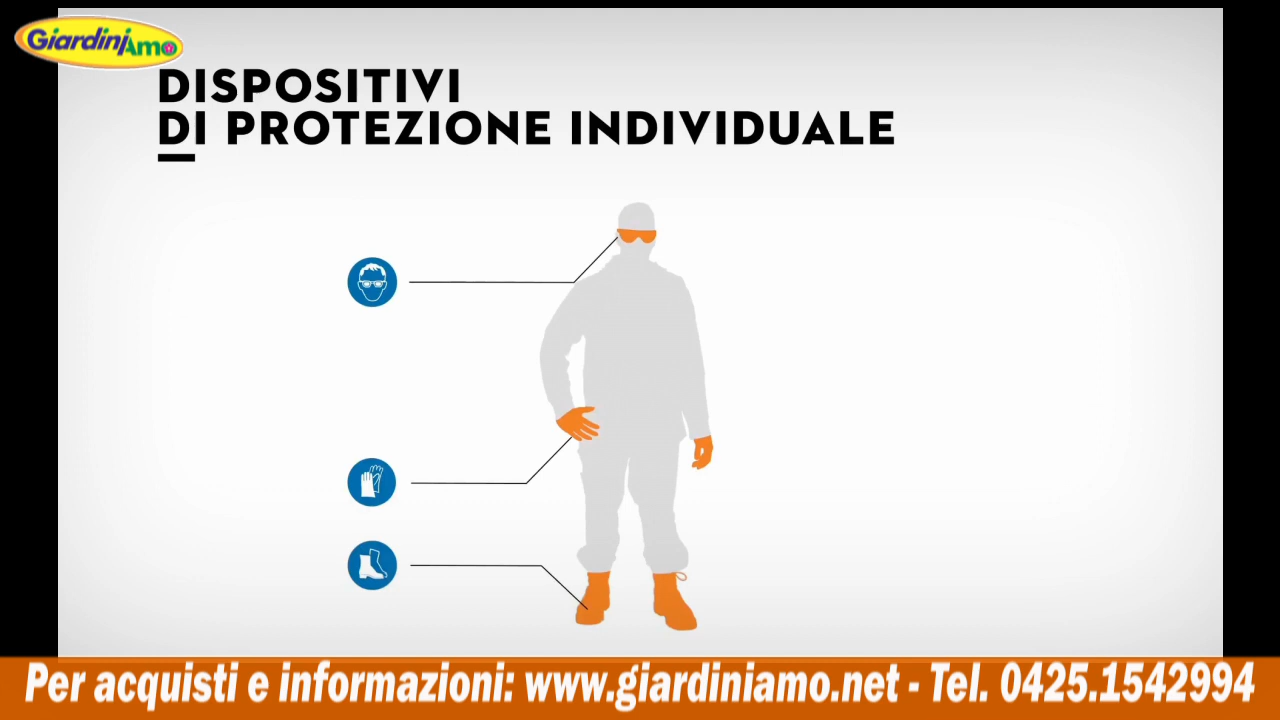 GiardiniAmo
DISPOSITIVI
DI PROTEZIONE INDIVIDUALE
Per acquisti e informazioni: www.giardiniamo.net - Tel. 0425.1542994